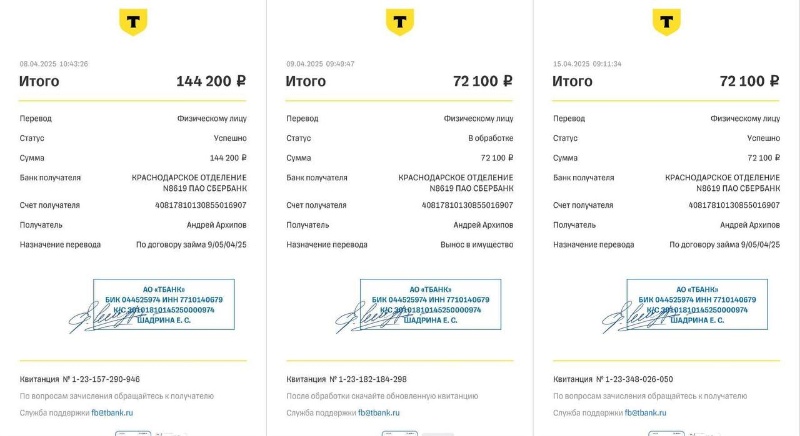 Т
08.04.2025 10:43:26
Итого 144 200 ₽
Перевод Физическому лицу
Статус Успешно
Сумма 144 200 ₽
Банк получателя КРАСНОДАРСКОЕ ОТДЕЛЕНИЕ
N8619 ПАО СБЕРБАНК
Счет получателя 40817810130855016907
Получатель Андрей Архипов
Назначение перевода По договору займа 9/05/04/25
АО «ТБАНК»
БИК 044525974 ИНН 7710140679
К/С 30101810145250000974
ШАДРИНА Е. С.
Квитанция № 1-23-157-290-946
По вопросам зачисления обращайтесь к получателю
Служба поддержки fb@tbank.ru
Т
09.04.2025 09:49:47
Итого 72 100 ₽
Перевод Физическому лицу
Статус В обработке
Сумма 72 100 ₽
Банк получателя КРАСНОДАРСКОЕ ОТДЕЛЕНИЕ
N8619 ПАО СБЕРБАНК
Счет получателя 40817810130855016907
Получатель Андрей Архипов
Назначение перевода Вынос в имущество
АО «ТБАНК»
БИК 044525974 ИНН 7710140679
К/С 30101810145250000974
ШАДРИНА Е. С.
Квитанция № 1-23-182-184-298
После обработки скачайте обновленную квитанцию
Служба поддержки fb@tbank.ru
Т
15.04.2025 09:11:34
Итого 72 100 ₽
Перевод Физическому лицу
Статус Успешно
Сумма 72 100 ₽
Банк получателя КРАСНОДАРСКОЕ ОТДЕЛЕНИЕ
N8619 ПАО СБЕРБАНК
Счет получателя 40817810130855016907
Получатель Андрей Архипов
Назначение перевода По договору займа 9/05/04/25
АО «ТБАНК»
БИК 044525974 ИНН 7710140679
К/С 30101810145250000974
ШАДРИНА Е. С.
Квитанция № 1-23-348-026-050
По вопросам зачисления обращайтесь к получателю
Служба поддержки fb@tbank.ru